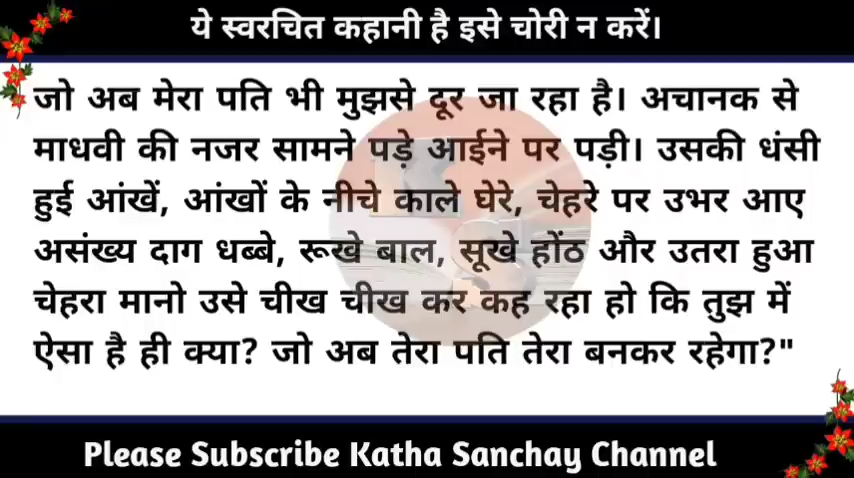 ये स्वरचित कहानी है इसे चोरी न करें।
जो अब मेरा पति भी मुझसे दूर जा रहा है। अचानक से
माधवी की नजर सामने पड़े आईने पर पड़ी। उसकी धंसी
हुई आंखें, आंखों के नीचे काले घेरे, चेहरे पर उभर आए
असंख्य दाग धब्बे, रूखे बाल, सूखे होंठ और उतरा हुआ
चेहरा मानो उसे चीख चीख कर कह रहा हो कि तुझ में
ऐसा है ही क्या? जो अब तेरा पति तेरा बनकर रहेगा?"
Please Subscribe Katha Sanchay Channel